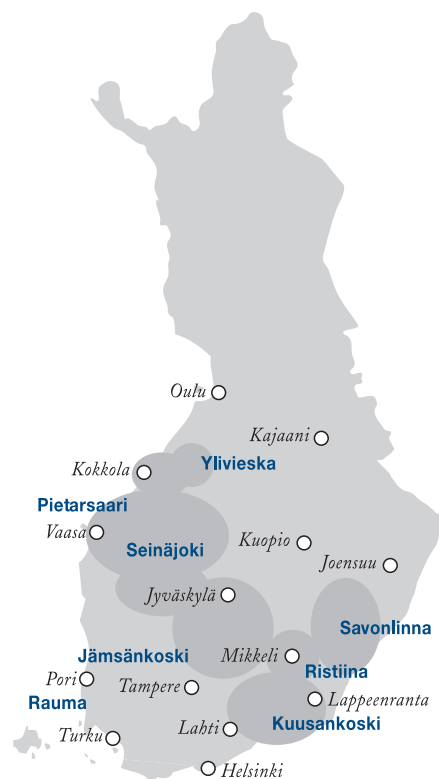 Oulu
Kajaani
Kokkola
Ylivieska
Pietarsaari
Vaasa
Seinäjoki
Kuopio
Joensuu
Jyväskylä
Savonlinna
Jämsänkoski
Mikkeli
Ristiina
Pori
Tampere
Rauma
Lappeenranta
Kuusankoski
Turku
Lahti
Helsinki